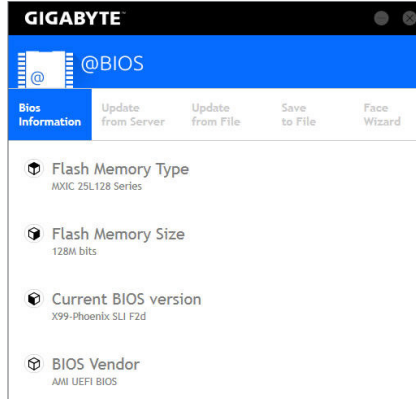 GIGABYTE™
@BIOS
@
Bios Information
Update from Server
Update from File
Save to File
Face Wizard
Flash Memory Type
MXIC 25L128 Series
Flash Memory Size
128M bits
Current BIOS version
X99-Phoenix SLI F2d
BIOS Vendor
AMI UEFI BIOS